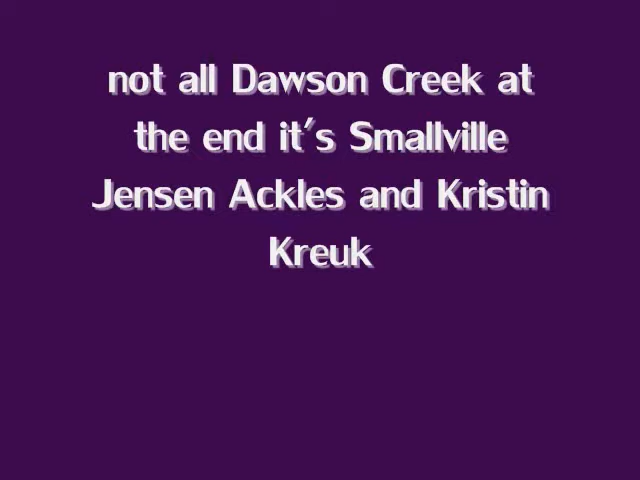 not all Dawson Creek at
the end it's Smallville
Jensen Ackles and Kristin
Kreuk